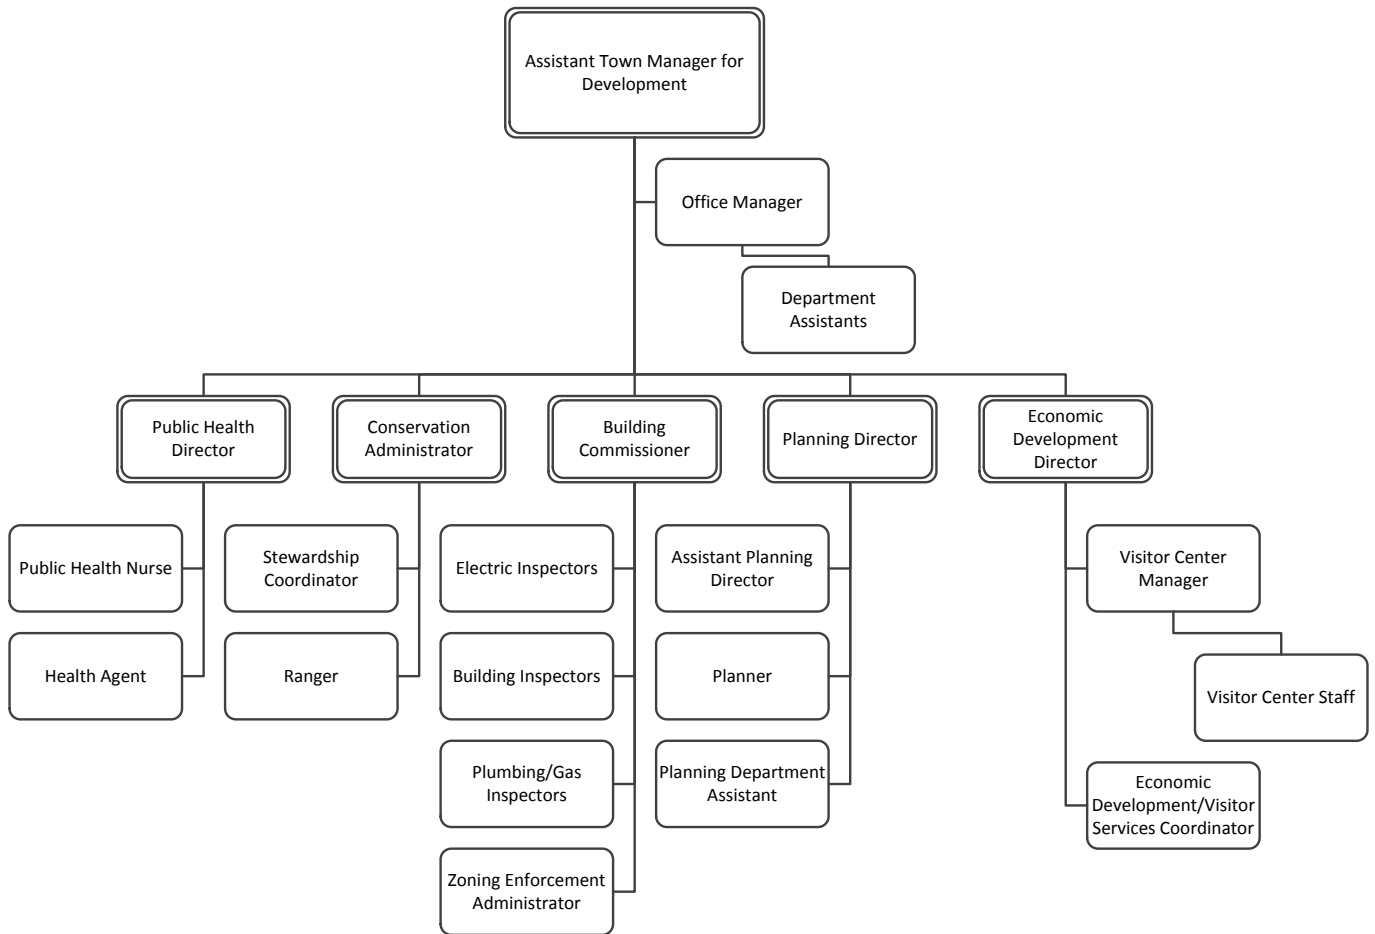 Assistant Town Manager for
Development
Office Manager
Department
Assistants
Public Health
Director
Conservation
Administrator
Building
Commissioner
Planning Director
Economic
Development
Director
Public Health Nurse
Health Agent
Stewardship
Coordinator
Ranger
Electric Inspectors
Building Inspectors
Plumbing/Gas
Inspectors
Zoning Enforcement
Administrator
Assistant Planning
Director
Planner
Planning Department
Assistant
Visitor Center
Manager
Visitor Center Staff
Economic
Development/Visitor
Services Coordinator